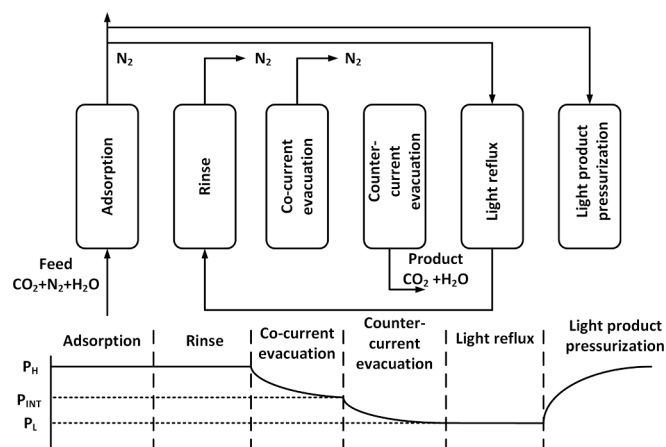 N₂
N₂
N₂
Adsorption
Rinse
Co-current
evacuation
Counter-
current
evacuation
Light reflux
Light product
pressurization
Feed
CO₂+N₂+H₂O
Product
CO₂ +H₂O
Adsorption
Rinse
Co-current
evacuation
Counter-
current
evacuation
Light reflux
Light product
pressurization
P_H
P_INT
P_L